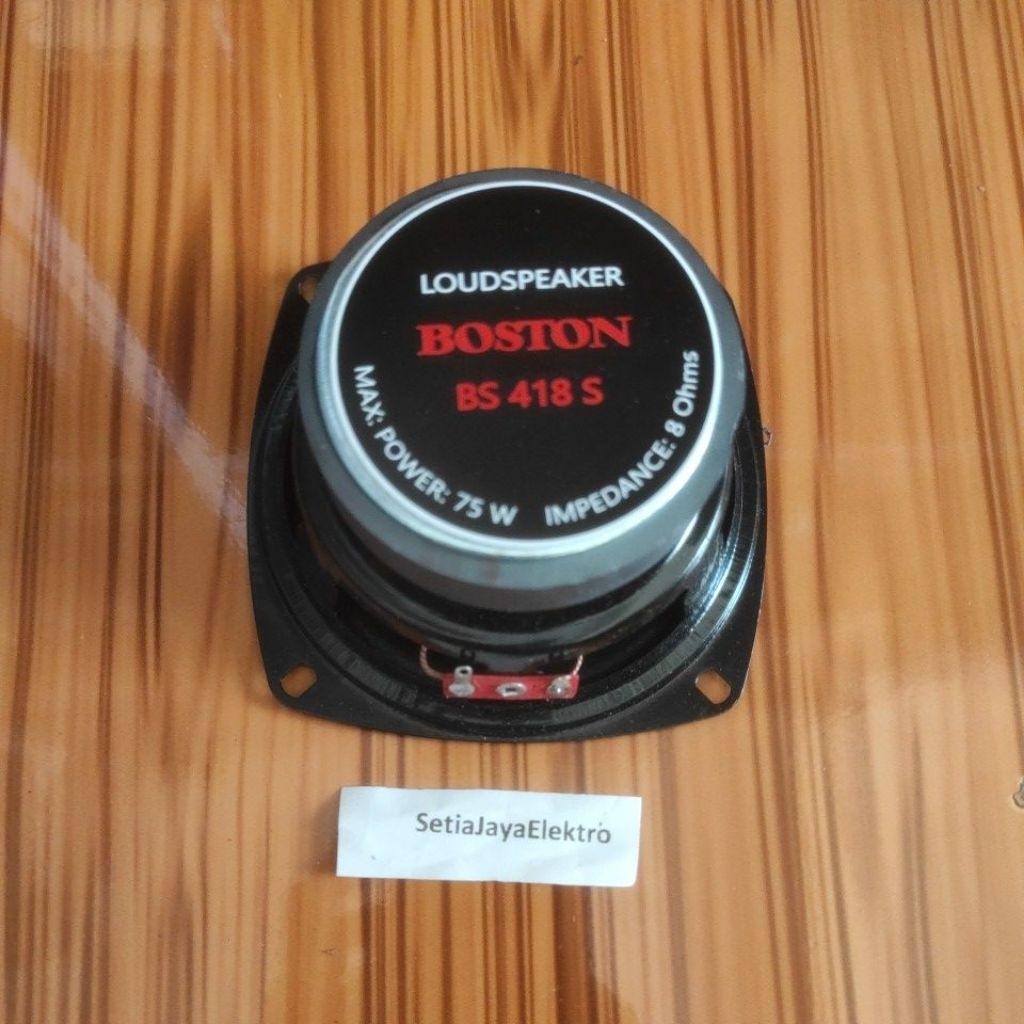 LOUDSPEAKER
BOSTON
BS 418 S
MAX: POWER: 75 W IMPEDANCE: 8 Ohms
SetiaJayaElektro